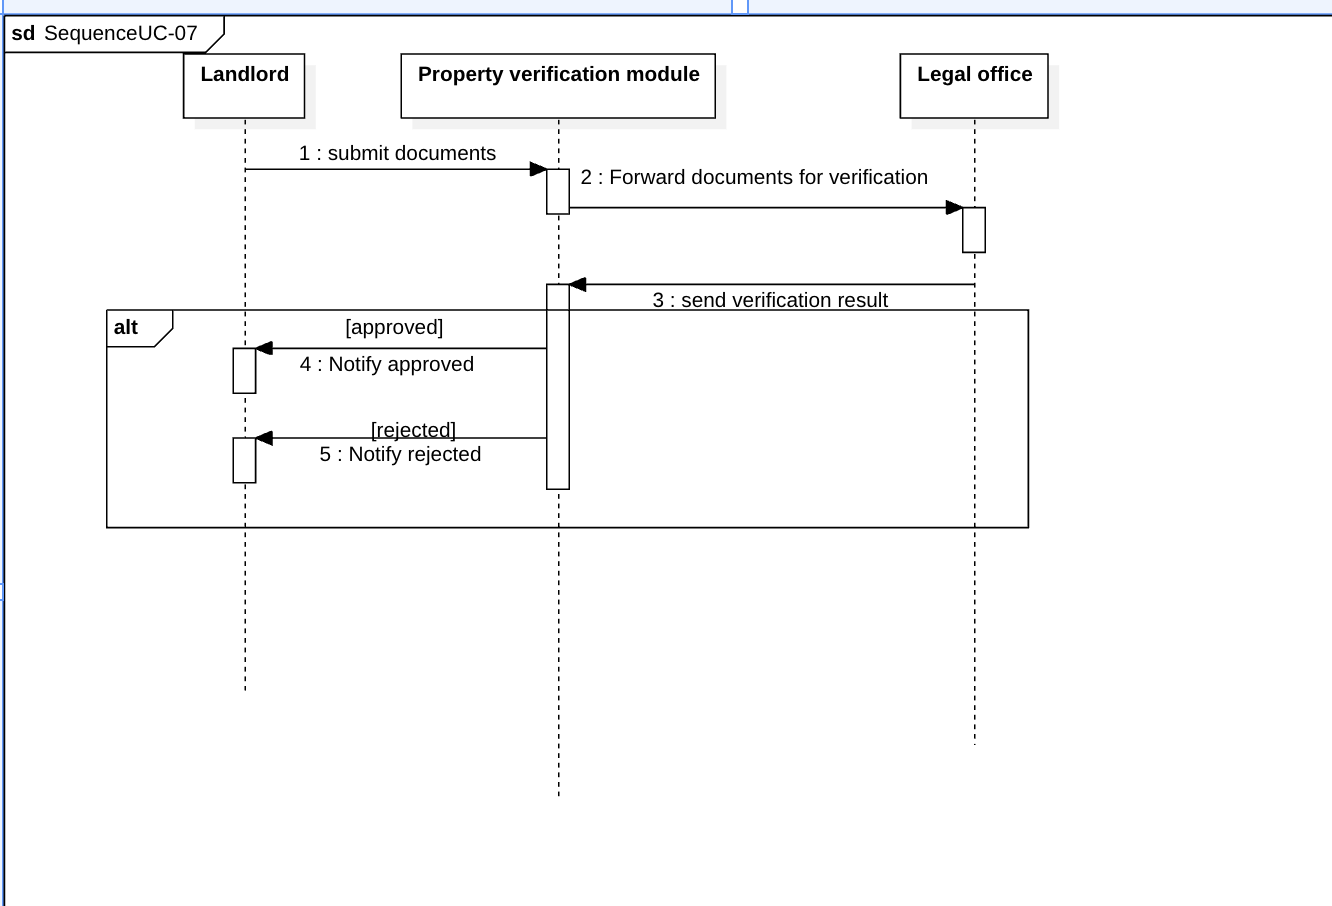 sd SequenceUC-07
Landlord
Property verification module
Legal office
1 : submit documents
2 : Forward documents for verification
3 : send verification result
alt
[approved]
4 : Notify approved
[rejected]
5 : Notify rejected